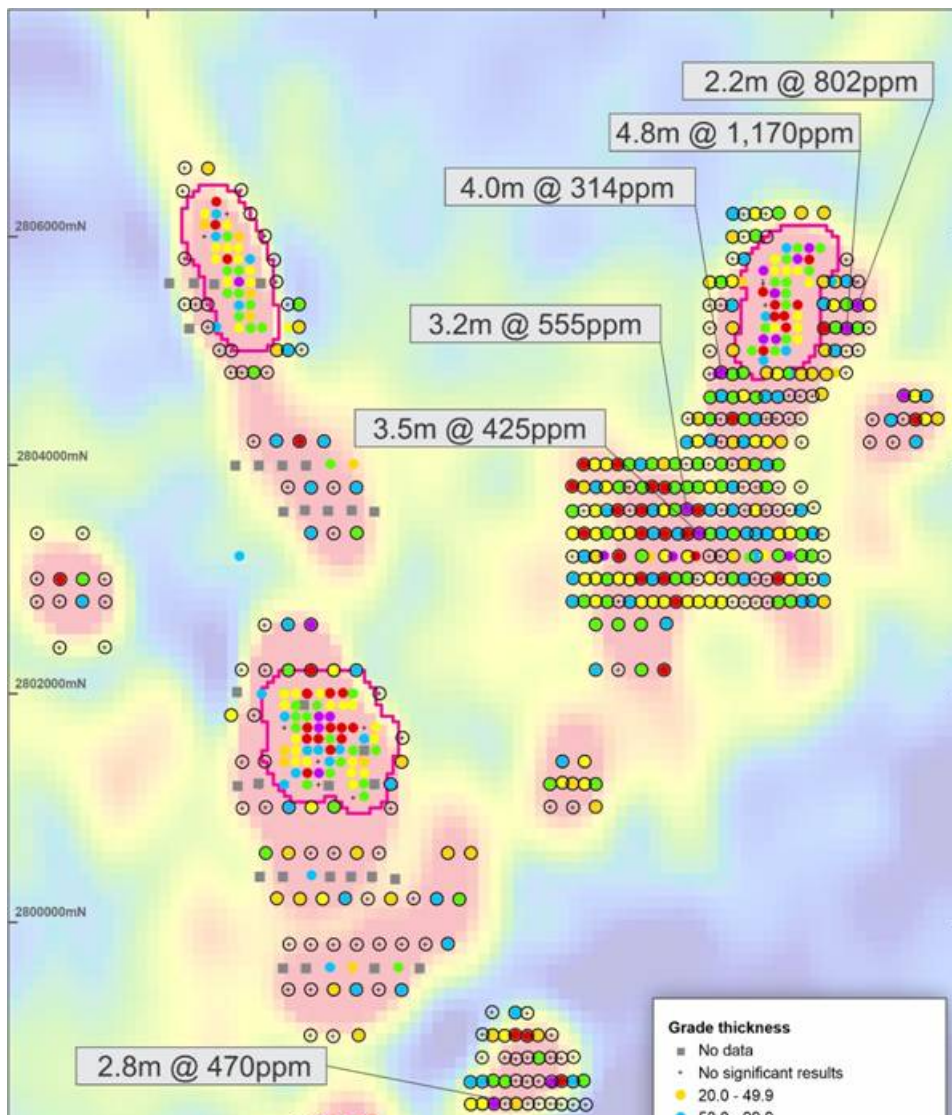 2.2m @ 802ppm
4.8m @ 1,170ppm
4.0m @ 314ppm
2806000mN
3.2m @ 555ppm
3.5m @ 425ppm
2804000mN
2802000mN
2800000mN
2.8m @ 470ppm
Grade thickness
No data
No significant results
20.0 - 49.9